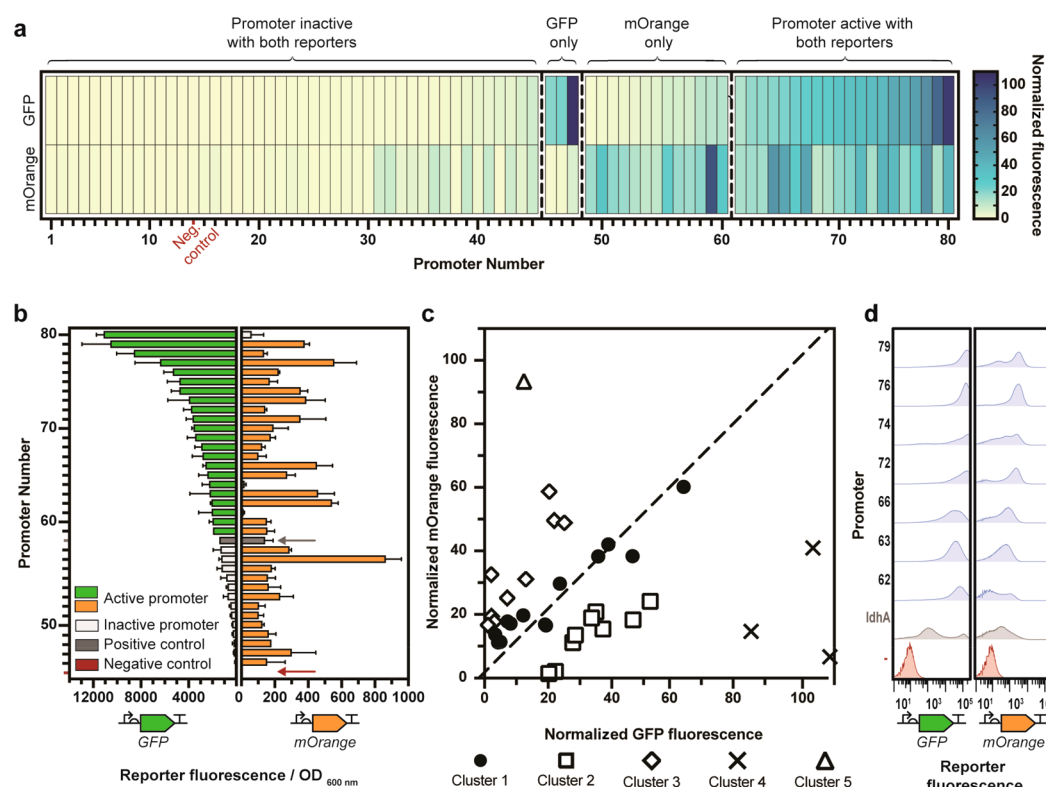 a
Promoter inactive
with both reporters
GFP
only
mOrange
only
Promoter active with
both reporters
GFP
mOrange
100
80
60
40
20
0
Normalized fluorescence
1 10 20 30 40 50 60 70 80
Neg.
control
Promoter Number
b
80
70
60
50
Promoter Number
Active promoter
Inactive promoter
Positive control
Negative control
12000 8000 4000 0 200 400 600 800 1000
GFP
mOrange
Reporter fluorescence / OD 600 nm
c
100
80
60
40
20
0
Normalized mOrange fluorescence
0 20 40 60 80 100
Normalized GFP fluorescence
Cluster 1
Cluster 2
Cluster 3
Cluster 4
Cluster 5
d
79
76
74
72
66
63
62
ldhA
-
Promoter
10¹ 10³ 10⁵ 10¹ 10³ 10
GFP
mOrange
Reporter
fluorescence